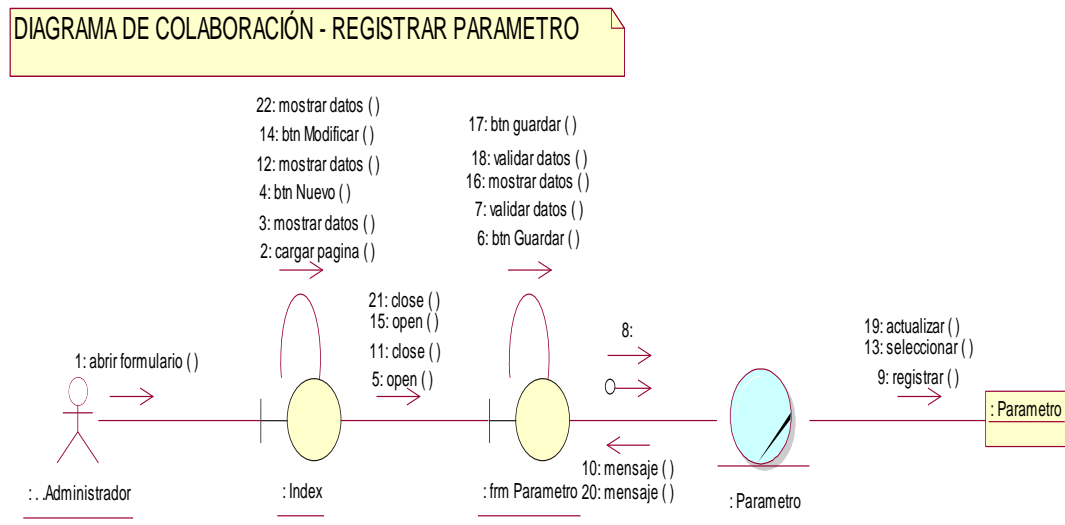 DIAGRAMA DE COLABORACIÓN - REGISTRAR PARAMETRO
22: mostrar datos ( )
14: btn Modificar ( )
12: mostrar datos ( )
4: btn Nuevo ( )
3: mostrar datos ( )
2: cargar pagina ( )
17: btn guardar ( )
18: validar datos ( )
16: mostrar datos ( )
7: validar datos ( )
6: btn Guardar ( )
21: close ( )
15: open ( )
11: close ( )
5: open ( )
8:
19: actualizar ( )
13: seleccionar ( )
9: registrar ( )
1: abrir formulario ( )
: Parametro
10: mensaje ( )
20: mensaje ( )
: . .Administrador
: Index
: frm Parametro
: Parametro